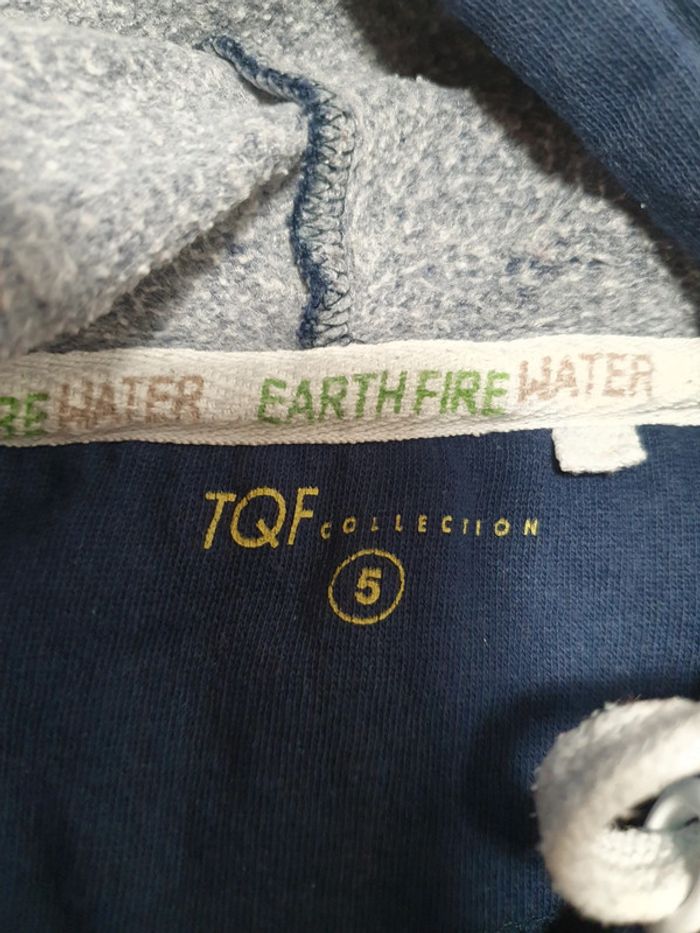 RE WATER EARTH FIRE WATER
TQF COLLECTION
5